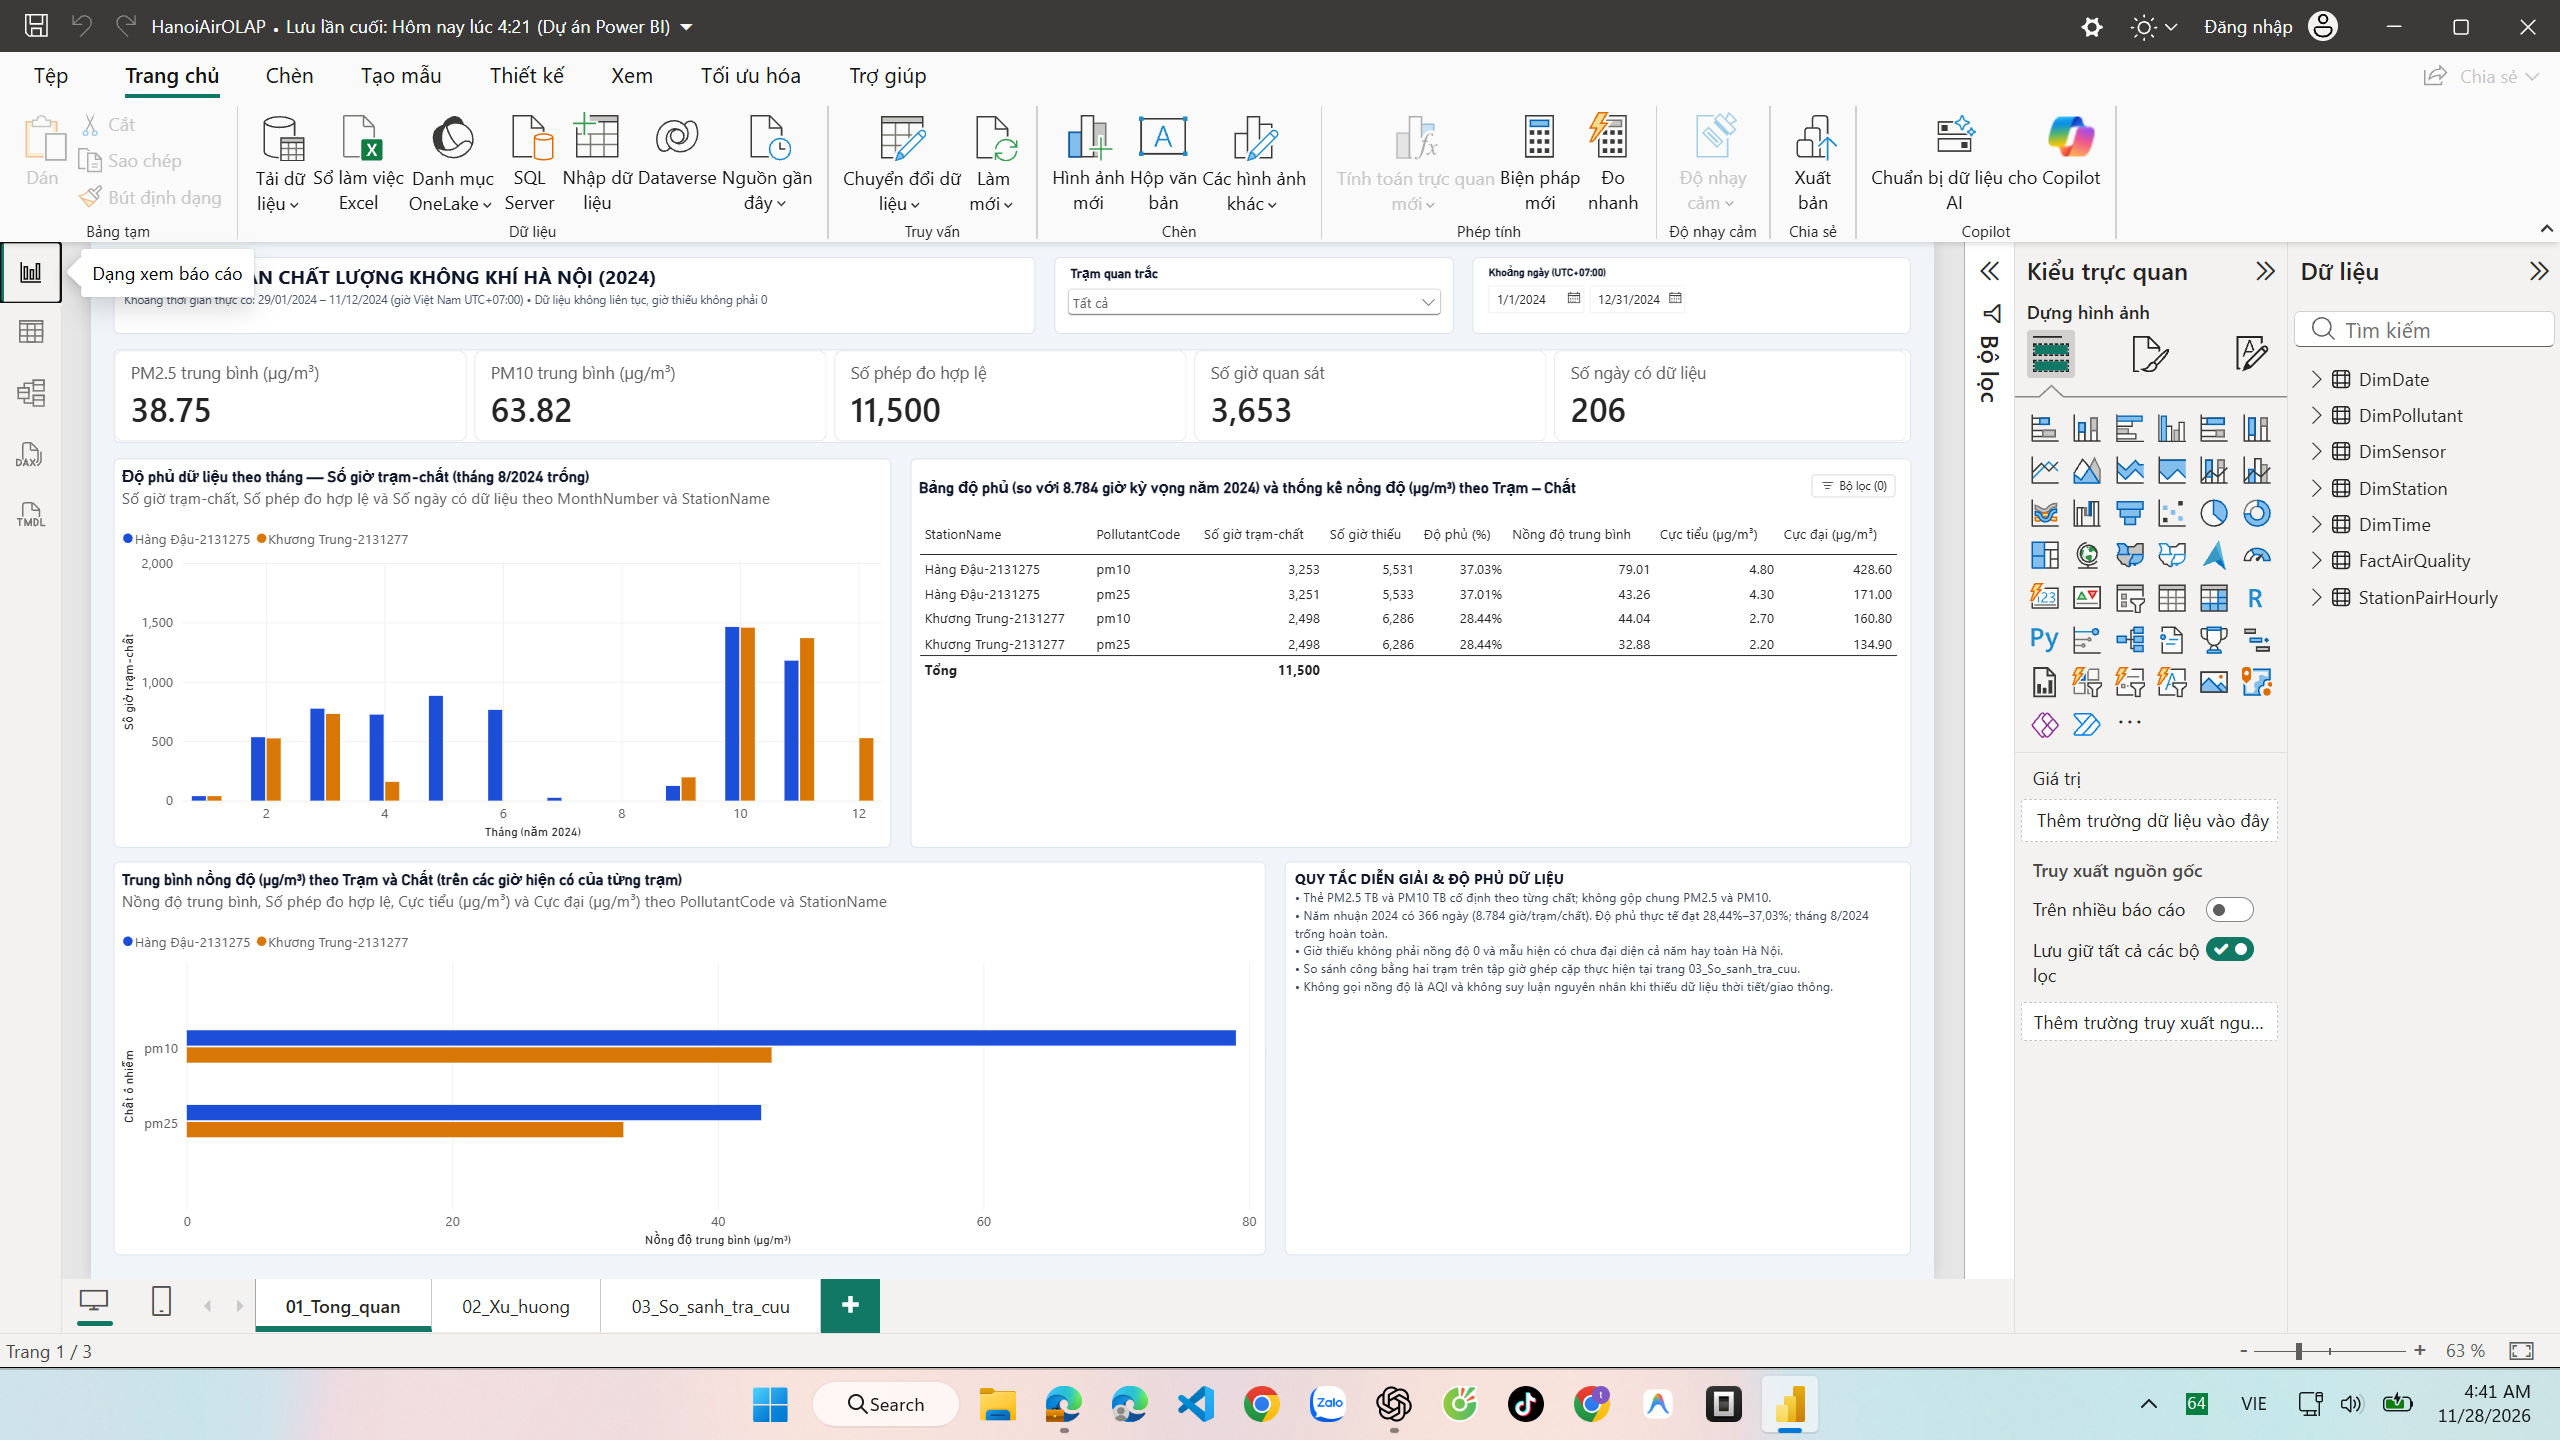 HanoiAirOLAP • Lưu lần cuối: Hôm nay lúc 4:21 (Dự án Power BI)
Đăng nhập
Tệp
Trang chủ
Chèn
Tạo mẫu
Thiết kế
Xem
Tối ưu hóa
Trợ giúp
Chia sẻ
Dán
Cắt
Sao chép
Bút định dạng
Bảng tạm
Tải dữ
liệu
Sổ làm việc
Excel
Danh mục
OneLake
SQL
Server
Nhập dữ
liệu
Dataverse
Nguồn gần
đây
Dữ liệu
Chuyển đổi dữ
liệu
Làm
mới
Truy vấn
Hình ảnh
mới
Hộp văn
bản
Các hình ảnh
khác
Chèn
Tính toán trực quan
mới
Biện pháp
mới
Đo
nhanh
Phép tính
Độ nhạy
cảm
Độ nhạy cảm
Xuất
bản
Chia sẻ
Chuẩn bị dữ liệu cho
AI
Copilot
Copilot
Dạng xem báo cáo
ÂN CHẤT LƯỢNG KHÔNG KHÍ HÀ NỘI (2024)
Khoảng thời gian thực có: 29/01/2024 – 11/12/2024 (giờ Việt Nam UTC+07:00) • Dữ liệu không liên tục, giờ thiếu không phải 0
Trạm quan trắc
Tất cả
Khoảng ngày (UTC+07:00)
1/1/2024
12/31/2024
PM2.5 trung bình (µg/m³)
38.75
PM10 trung bình (µg/m³)
63.82
Số phép đo hợp lệ
11,500
Số giờ quan sát
3,653
Số ngày có dữ liệu
206
Độ phủ dữ liệu theo tháng — Số giờ trạm-chất (tháng 8/2024 trống)
Số giờ trạm-chất, Số phép đo hợp lệ và Số ngày có dữ liệu theo MonthNumber và StationName
Hàng Đậu-2131275
Khương Trung-2131277
2,000
1,500
1,000
500
0
Số giờ trạm-chất
2 4 6 8 10 12
Tháng (năm 2024)
Bảng độ phủ (so với 8.784 giờ kỳ vọng năm 2024) và thống kê nồng độ (µg/m³) theo Trạm – Chất
Bộ lọc (0)
StationName PollutantCode Số giờ trạm-chất Số giờ thiếu Độ phủ (%) Nồng độ trung bình Cực tiểu (µg/m³) Cực đại (µg/m³)
Hàng Đậu-2131275 pm10 3,253 5,531 37.03% 79.01 4.80 428.60
Hàng Đậu-2131275 pm25 3,251 5,533 37.01% 43.26 4.30 171.00
Khương Trung-2131277 pm10 2,498 6,286 28.44% 44.04 2.70 160.80
Khương Trung-2131277 pm25 2,498 6,286 28.44% 32.88 2.20 134.90
Tổng 11,500
Trung bình nồng độ (µg/m³) theo Trạm và Chất (trên các giờ hiện có của từng trạm)
Nồng độ trung bình, Số phép đo hợp lệ, Cực tiểu (µg/m³) và Cực đại (µg/m³) theo PollutantCode và StationName
Hàng Đậu-2131275
Khương Trung-2131277
Chất ô nhiễm
pm10
pm25
0 20 40 60 80
Nồng độ trung bình (µg/m³)
QUY TẮC DIỄN GIẢI & ĐỘ PHỦ DỮ LIỆU
• Thẻ PM2.5 TB và PM10 TB cố định theo từng chất; không gộp chung PM2.5 và PM10.
• Năm nhuận 2024 có 366 ngày (8.784 giờ/trạm/chất). Độ phủ thực tế đạt 28,44%–37,03%; tháng 8/2024
trống hoàn toàn.
• Giờ thiếu không phải nồng độ 0 và mẫu hiện có chưa đại diện cả năm hay toàn Hà Nội.
• So sánh công bằng hai trạm trên tập giờ ghép cặp thực hiện tại trang 03_So_sanh_tra_cuu.
• Không gọi nồng độ là AQI và không suy luận nguyên nhân khi thiếu dữ liệu thời tiết/giao thông.
Bộ lọc
Kiểu trực quan
Dựng hình ảnh
Giá trị
Thêm trường dữ liệu vào đây
Truy xuất nguồn gốc
Trên nhiều báo cáo
Lưu giữ tất cả các bộ
lọc
Thêm trường truy xuất ngu...
Dữ liệu
Tìm kiếm
DimDate
DimPollutant
DimSensor
DimStation
DimTime
FactAirQuality
StationPairHourly
DAX
TMDL
123
R
Py
01_Tong_quan
02_Xu_huong
03_So_sanh_tra_cuu
Trang 1 / 3
63 %
Search
Zalo
64
VIE
4:41 AM
11/28/2026